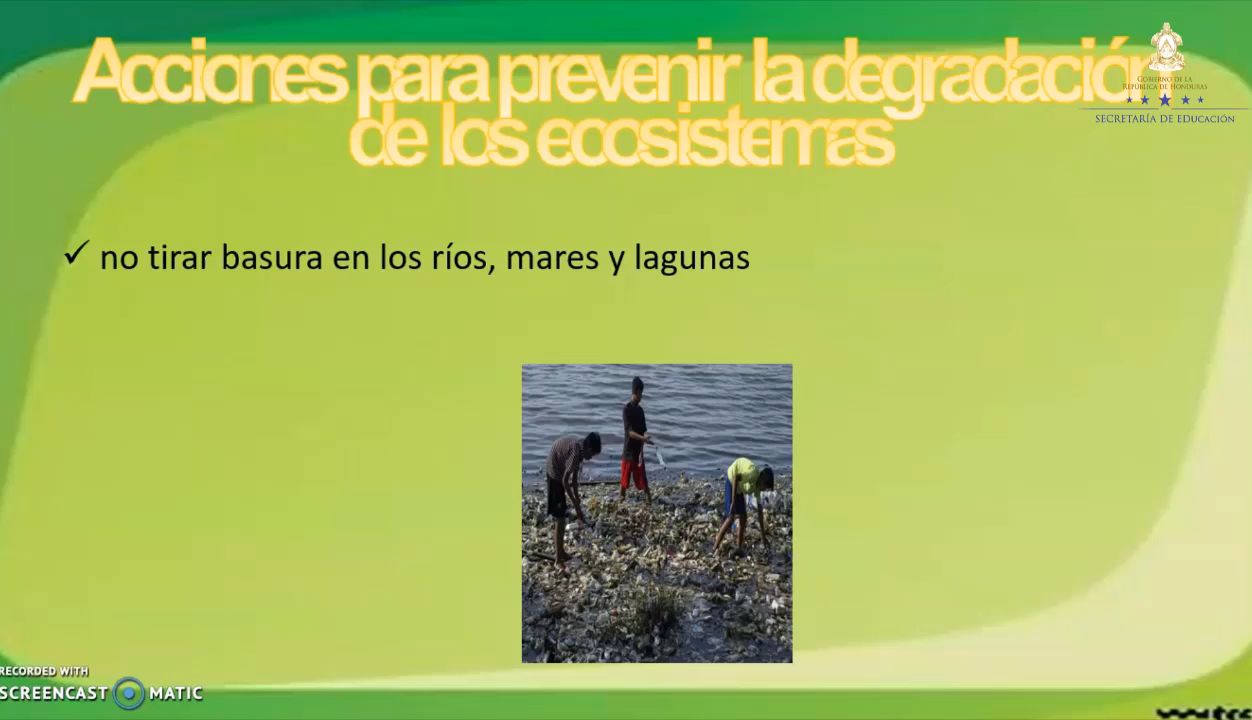 Acciones para prevenir la degradación
de los ecosistemas
GOBIERNO DE LA
REPÚBLICA DE HONDURAS
SECRETARÍA DE EDUCACIÓN
✓ no tirar basura en los ríos, mares y lagunas
RECORDED WITH
SCREENCAST MATIC